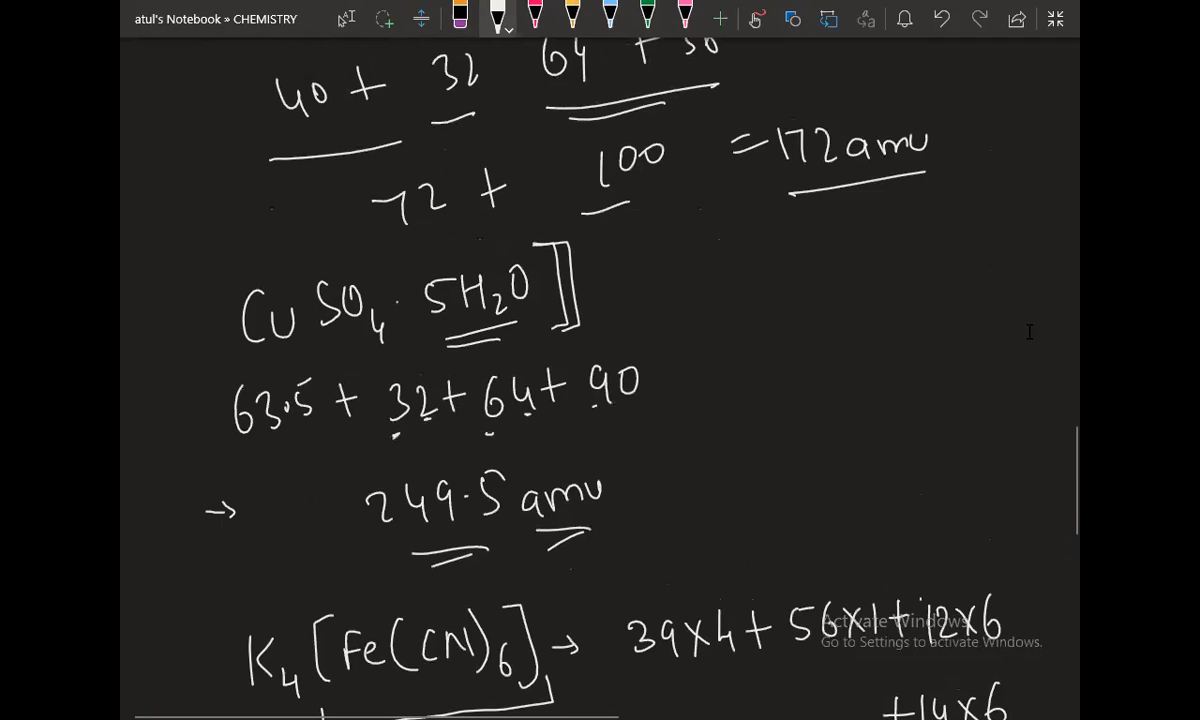 atul's Notebook » CHEMISTRY
40 + 32 64 + 36
72 + 100 = 172 amu
CuSO₄·5H₂O]]
63.5 + 32 + 64 + 90
→ 249.5 amu
K₄[Fe(CN)₆] → 39×4 + 56×1 + 12×6
+14×6
Activate Windows
Go to Settings to activate Windows.